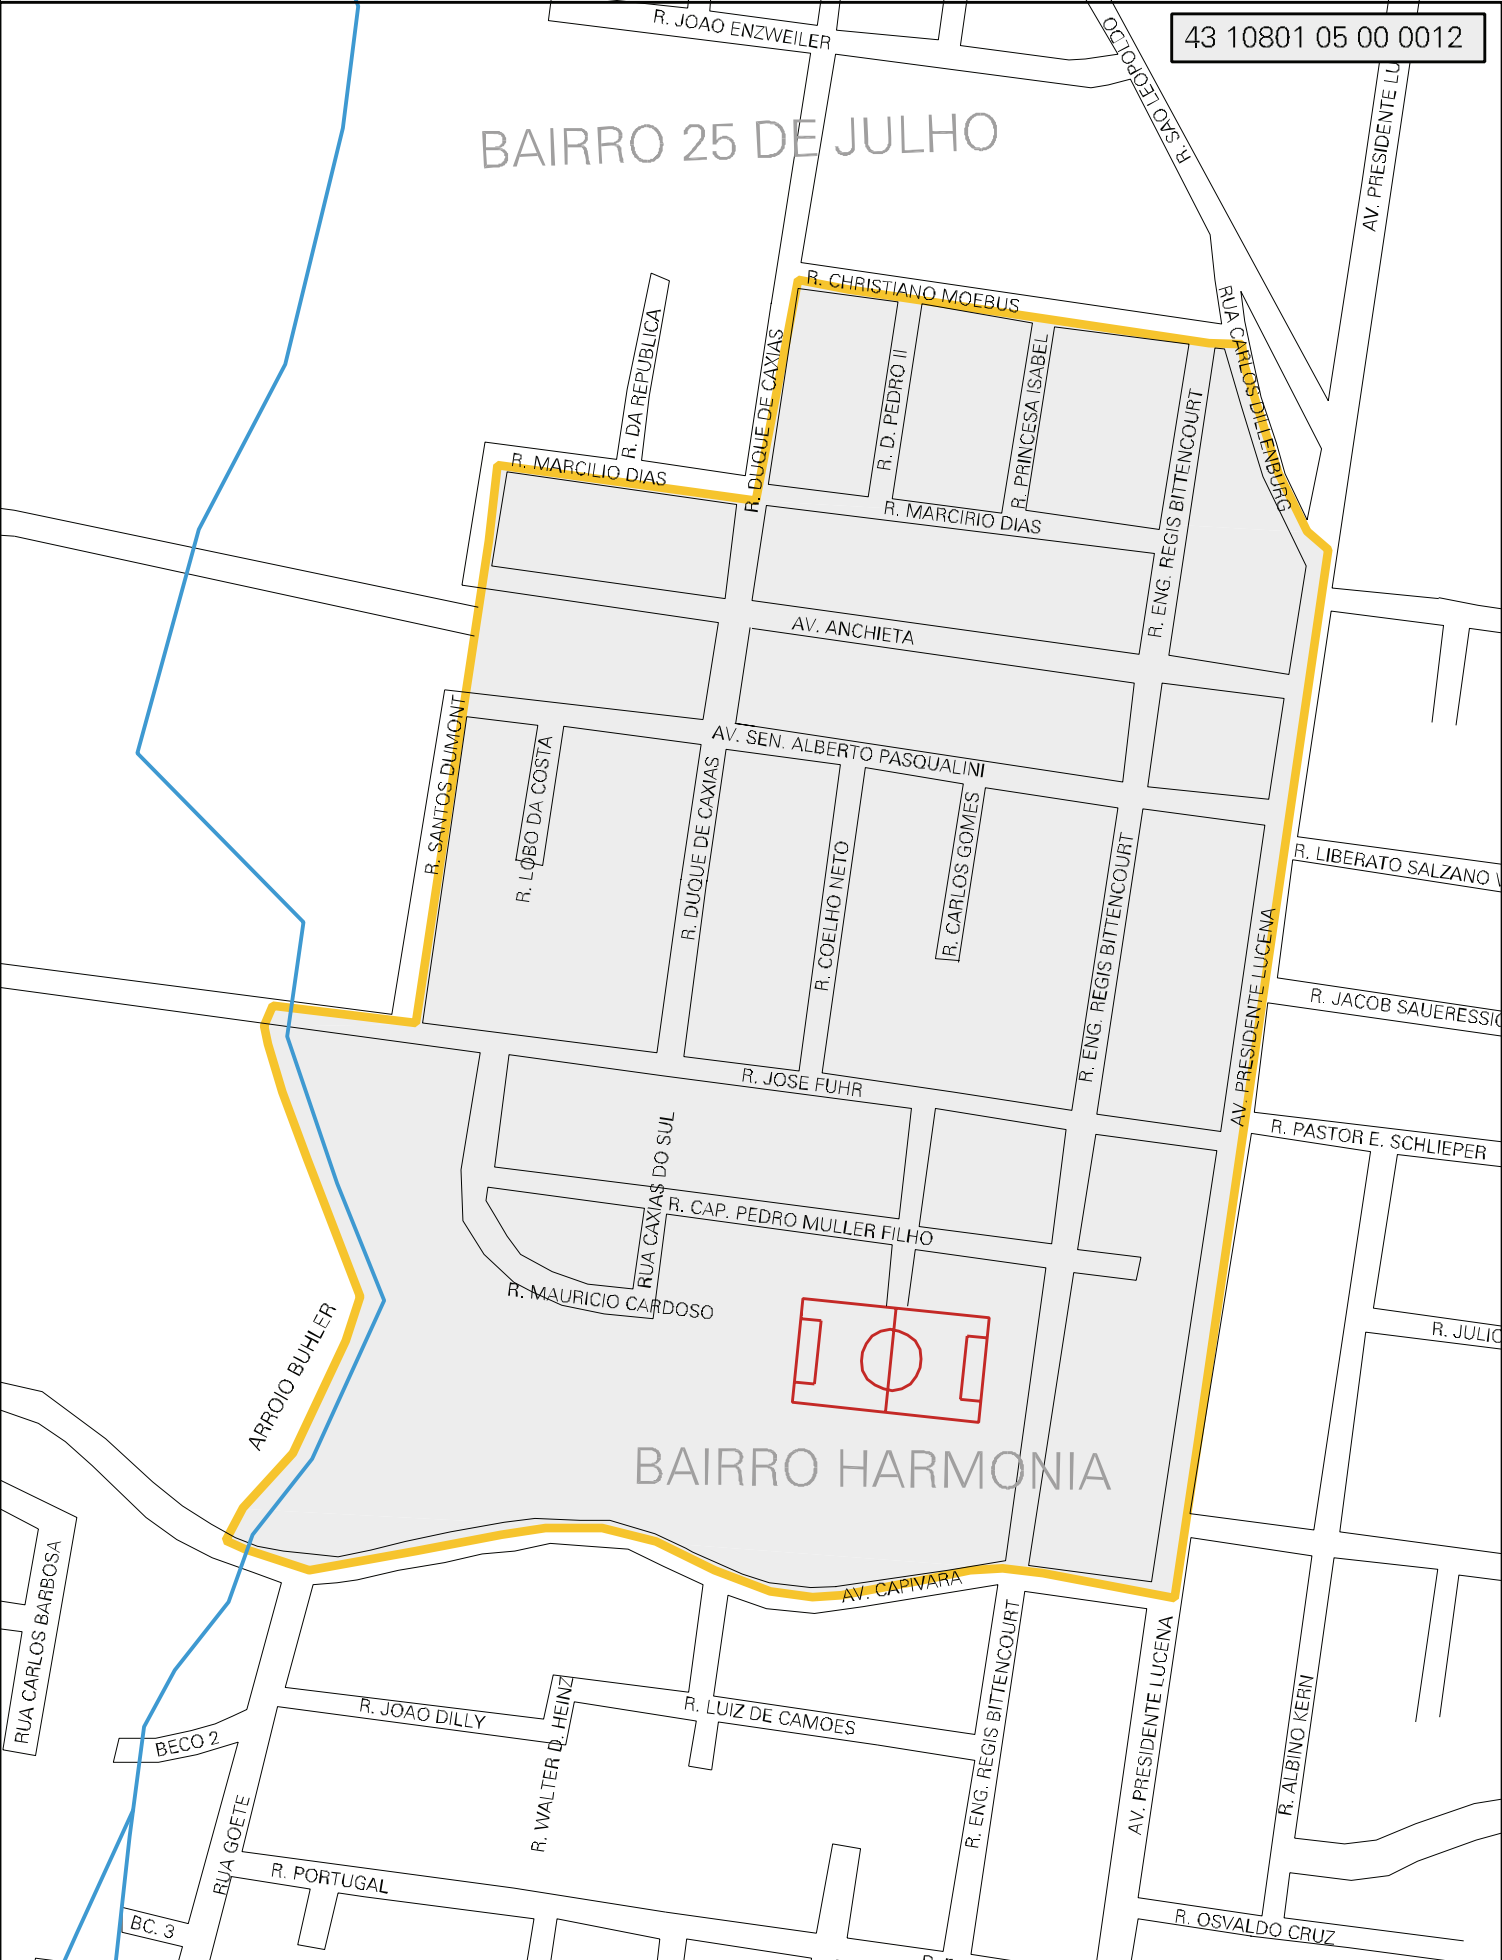 R. JOAO ENZWEILER
R. SAO LEOPOLDO
43 10801 05 00 0012
AV. PRESIDENTE LU
BAIRRO 25 DE JULHO
R. CHRISTIANO MOEBUS
RUA CARLOS DILLENBURG
R. DA REPUBLICA
R. DUQUE DE CAXIAS
R. D. PEDRO II
R. PRINCESA ISABEL
R. ENG. REGIS BITTENCOURT
R. MARCILIO DIAS
R. MARCIRIO DIAS
AV. ANCHIETA
R. SANTOS DUMONT
R. LOBO DA COSTA
AV. SEN. ALBERTO PASQUALINI
R. DUQUE DE CAXIAS
R. COELHO NETO
R. CARLOS GOMES
R. ENG. REGIS BITTENCOURT
R. LIBERATO SALZANO V
AV. PRESIDENTE LUCENA
R. JACOB SAUERESSIG
R. JOSE FUHR
R. PASTOR E. SCHLIEPER
RUA CAXIAS DO SUL
R. CAP. PEDRO MULLER FILHO
R. MAURICIO CARDOSO
R. JULIO
ARROIO BUHLER
BAIRRO HARMONIA
AV. CAPIVARA
RUA CARLOS BARBOSA
R. ENG. REGIS BITTENCOURT
AV. PRESIDENTE LUCENA
R. ALBINO KERN
R. JOAO DILLY
R. WALTER D. HEINZ
R. LUIZ DE CAMOES
BECO 2
RUA GOETE
R. PORTUGAL
BC. 3
R. OSVALDO CRUZ